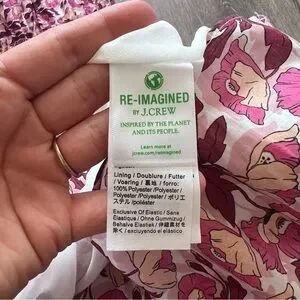 RE-IMAGINED
BY J.CREW
INSPIRED BY THE PLANET
AND ITS PEOPLE.
Learn more at
jcrew.com/reimagined
Lining / Doublure / Futter
/ Voering / 裏地 / forro:
100% Polyester /Polyester
/Polyester /Polyester / ポリエ
ステル /poliéster
Exclusive Of Elastic / Sans
Élastique / Ohne Gummizug /
Behalve Elastiek / 伸縮素材を
除く / excluyendo el elástico